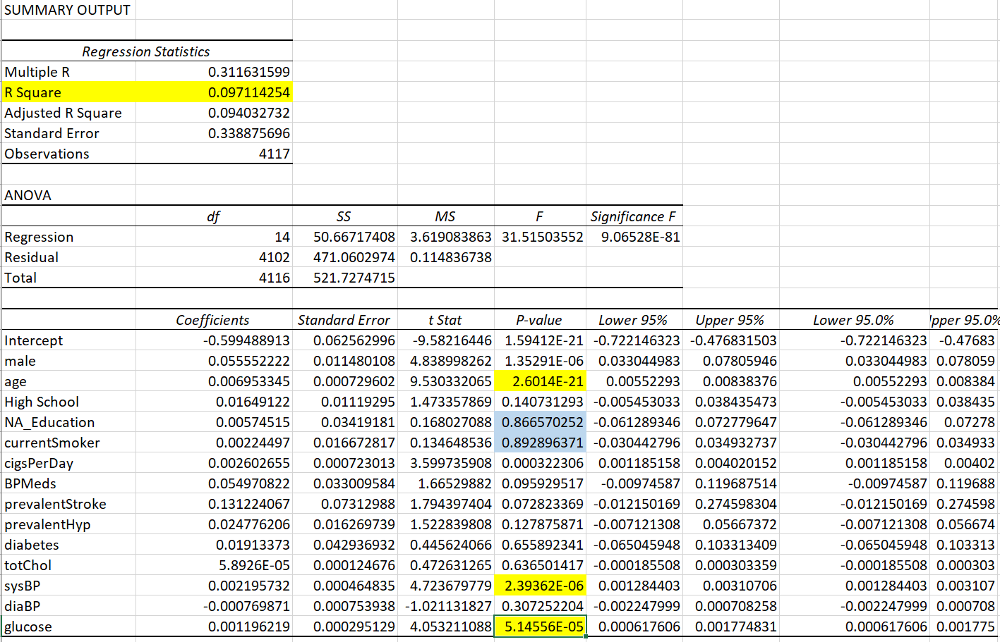 SUMMARY OUTPUT
Regression Statistics
Multiple R 0.311631599
R Square 0.097114254
Adjusted R Square 0.094032732
Standard Error 0.338875696
Observations 4117
ANOVA
df SS MS F Significance F
Regression 14 50.66717408 3.619083863 31.51503552 9.06528E-81
Residual 4102 471.0602974 0.114836738
Total 4116 521.7274715
Coefficients Standard Error t Stat P-value Lower 95% Upper 95% Lower 95.0% Upper 95.0%
Intercept -0.599488913 0.062562996 -9.58216446 1.59412E-21 -0.722146323 -0.476831503 -0.722146323 -0.47683
male 0.055552222 0.011480108 4.838998262 1.35291E-06 0.033044983 0.07805946 0.033044983 0.078059
age 0.006953345 0.000729602 9.530332065 2.6014E-21 0.00552293 0.00838376 0.00552293 0.008384
High School 0.01649122 0.01119295 1.473357869 0.140731293 -0.005453033 0.038435473 -0.005453033 0.038435
NA_Education 0.00574515 0.03419181 0.168027088 0.866570252 -0.061289346 0.072779647 -0.061289346 0.07278
currentSmoker 0.00224497 0.016672817 0.134648536 0.892896371 -0.030442796 0.034932737 -0.030442796 0.034933
cigsPerDay 0.002602655 0.000723013 3.599735908 0.000322306 0.001185158 0.004020152 0.001185158 0.00402
BPMeds 0.054970822 0.033009584 1.66529882 0.095929517 -0.00974587 0.119687514 -0.00974587 0.119688
prevalentStroke 0.131224067 0.07312988 1.794397404 0.072823369 -0.012150169 0.274598304 -0.012150169 0.274598
prevalentHyp 0.024776206 0.016269739 1.522839808 0.127875871 -0.007121308 0.05667372 -0.007121308 0.056674
diabetes 0.01913373 0.042936932 0.445624066 0.655892341 -0.065045948 0.103313409 -0.065045948 0.103313
totChol 5.8926E-05 0.000124676 0.472631265 0.636501417 -0.000185508 0.000303359 -0.000185508 0.000303
sysBP 0.002195732 0.000464835 4.723679779 2.39362E-06 0.001284403 0.00310706 0.001284403 0.003107
diaBP -0.000769871 0.000753938 -1.021131827 0.307252204 -0.002247999 0.000708258 -0.002247999 0.000708
glucose 0.001196219 0.000295129 4.053211088 5.14556E-05 0.000617606 0.001774831 0.000617606 0.001775